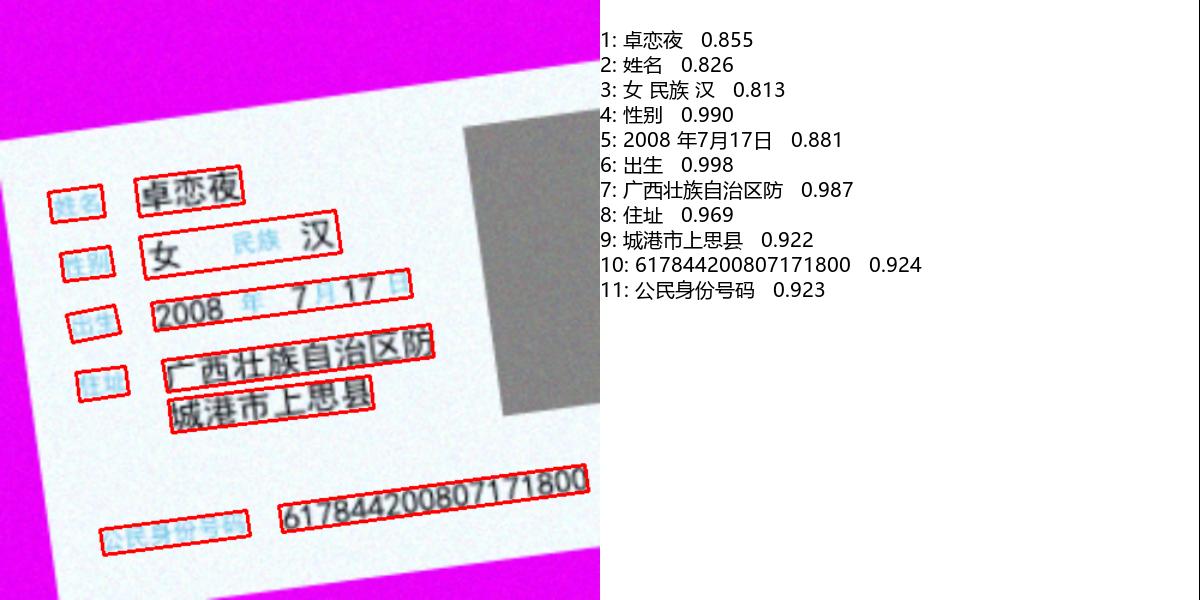 姓名 卓恋夜
性别 女 民族 汉
出生 2008 年 7 月 17 日
住址 广西壮族自治区防
城港市上思县
公民身份号码 617844200807171800
1: 卓恋夜 0.855
2: 姓名 0.826
3: 女 民族 汉 0.813
4: 性别 0.990
5: 2008 年7月17日 0.881
6: 出生 0.998
7: 广西壮族自治区防 0.987
8: 住址 0.969
9: 城港市上思县 0.922
10: 617844200807171800 0.924
11: 公民身份号码 0.923